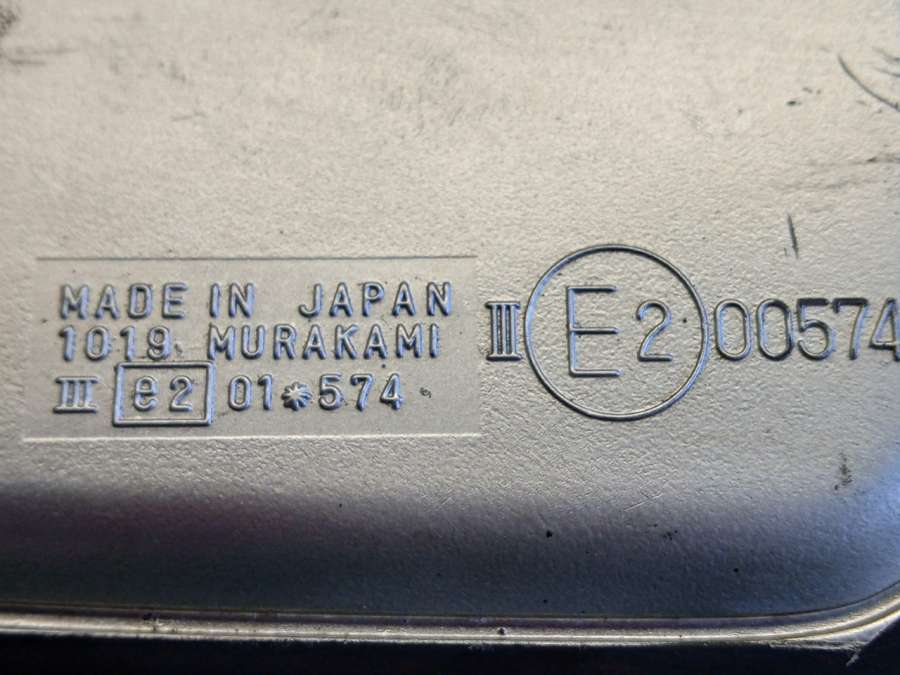 MADE IN JAPAN
1019 MURAKAMI
III e2 01*574
III E2 00574